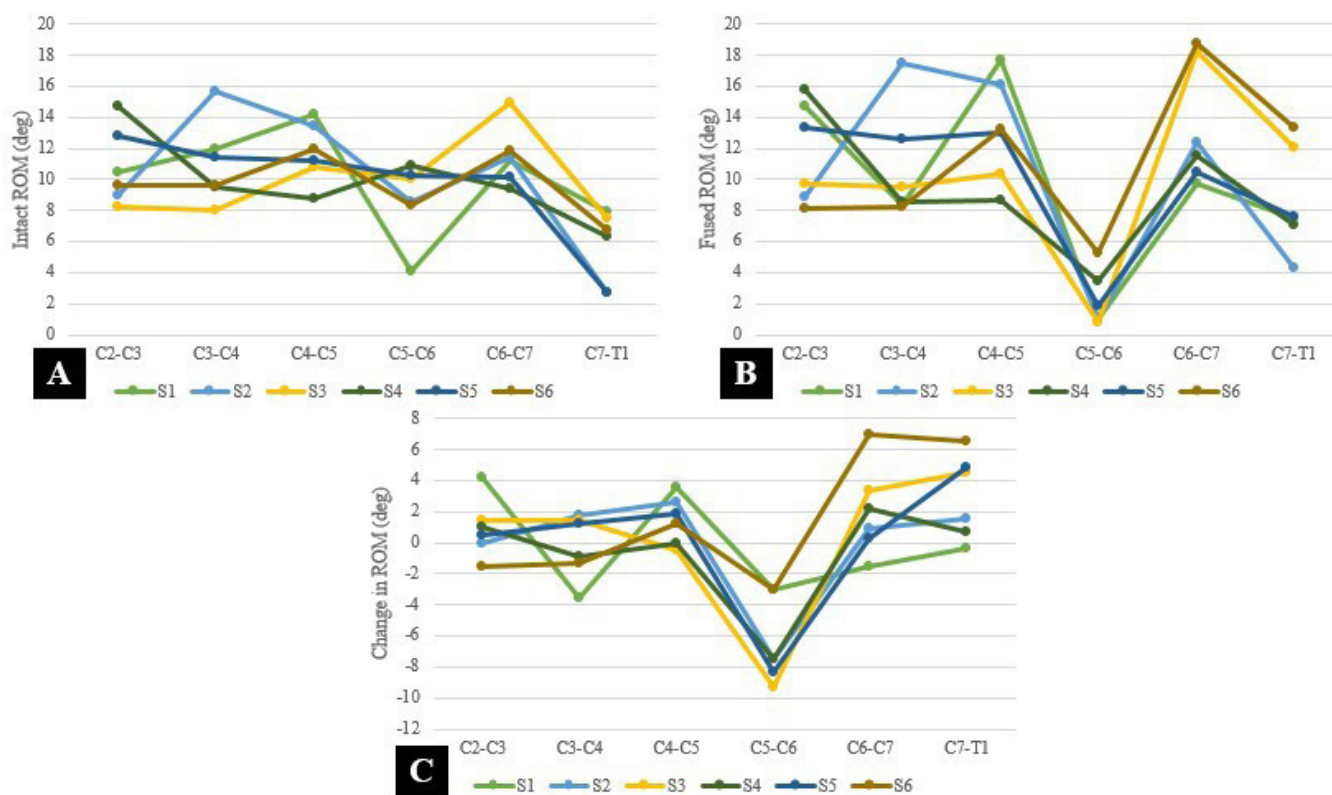 20
18
16
14
12
10
8
6
4
2
0
Intact ROM (deg)
C2-C3 C3-C4 C4-C5 C5-C6 C6-C7 C7-T1
A
S1 S2 S3 S4 S5 S6
20
18
16
14
12
10
8
6
4
2
0
Fused ROM (deg)
C2-C3 C3-C4 C4-C5 C5-C6 C6-C7 C7-T1
B
S1 S2 S3 S4 S5 S6
8
6
4
2
0
-2
-4
-6
-8
-10
-12
Change in ROM (deg)
C2-C3 C3-C4 C4-C5 C5-C6 C6-C7 C7-T1
C
S1 S2 S3 S4 S5 S6